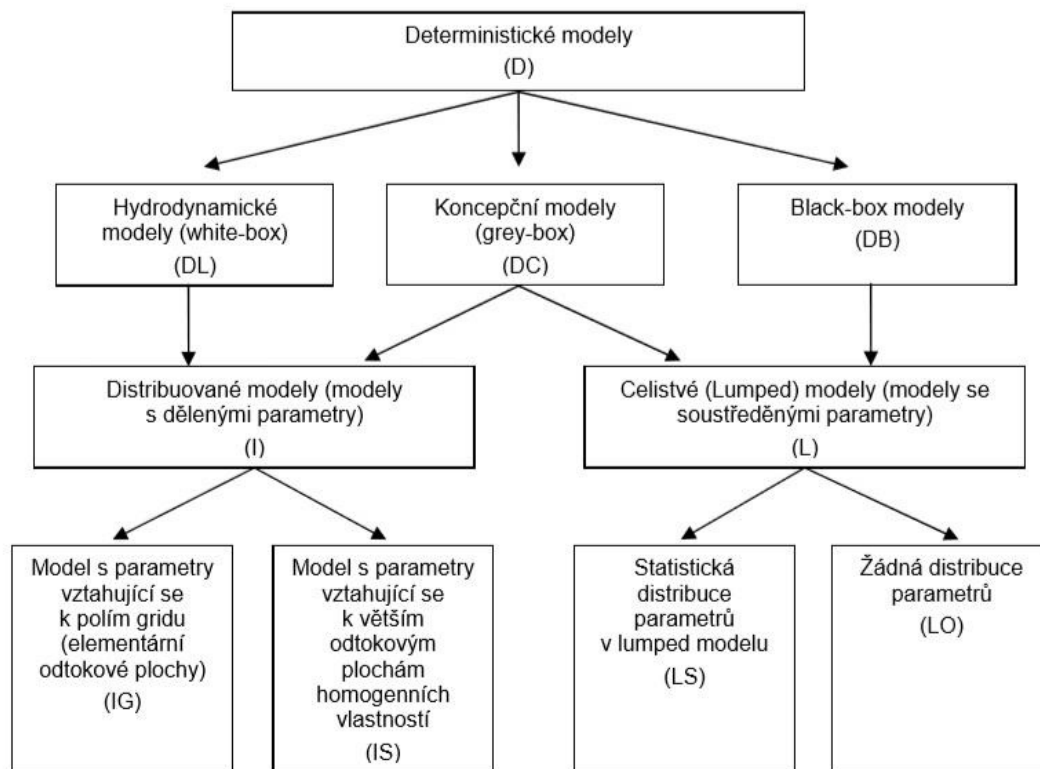 Deterministické modely
(D)
Hydrodynamické
modely (white-box)
(DL)
Koncepční modely
(grey-box)
(DC)
Black-box modely
(DB)
Distribuované modely (modely
s dělenými parametry)
(I)
Celistvé (Lumped) modely (modely se
soustředěnými parametry)
(L)
Model s parametry
vztahující se
k polím gridu
(elementární
odtokové plochy)
(IG)
Model s parametry
vztahující se
k větším
odtokovým
plochám
homogenních
vlastností
(IS)
Statistická
distribuce
parametrů
v lumped modelu
(LS)
Žádná distribuce
parametrů
(LO)